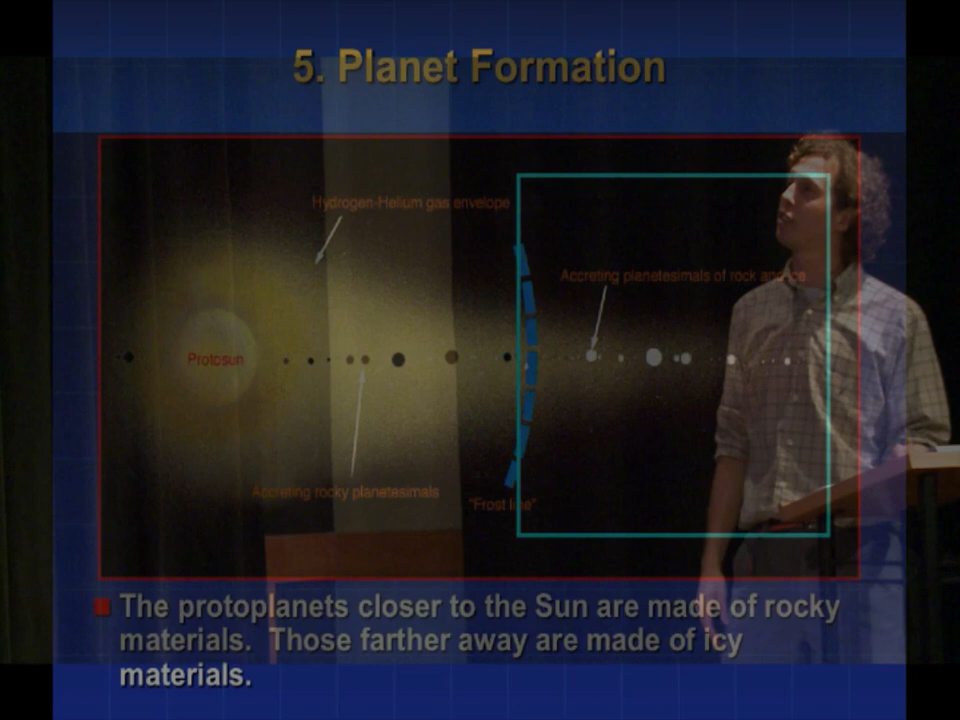 5. Planet Formation
Hydrogen-Helium gas envelope
Accreting planetesimals of rock and ice
Protosun
Accreting rocky planetesimals
"Frost line"
The protoplanets closer to the Sun are made of rocky
materials. Those farther away are made of icy
materials.